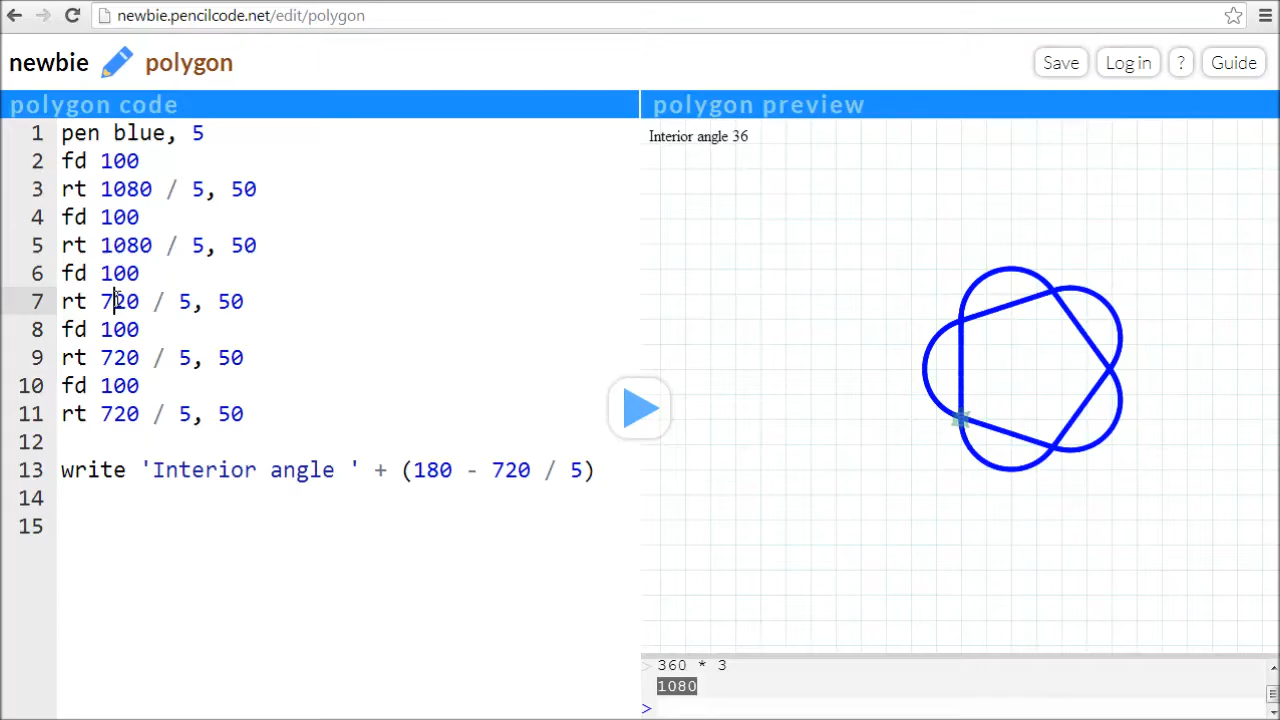 newbie.pencilcode.net/edit/polygon
newbie polygon
Save Log in ? Guide
polygon code
polygon preview
1 pen blue, 5
2 fd 100
3 rt 1080 / 5, 50
4 fd 100
5 rt 1080 / 5, 50
6 fd 100
7 rt 720 / 5, 50
8 fd 100
9 rt 720 / 5, 50
10 fd 100
11 rt 720 / 5, 50
12
13 write 'Interior angle ' + (180 - 720 / 5)
14
15
Interior angle 36
> 360 * 3
1080
>